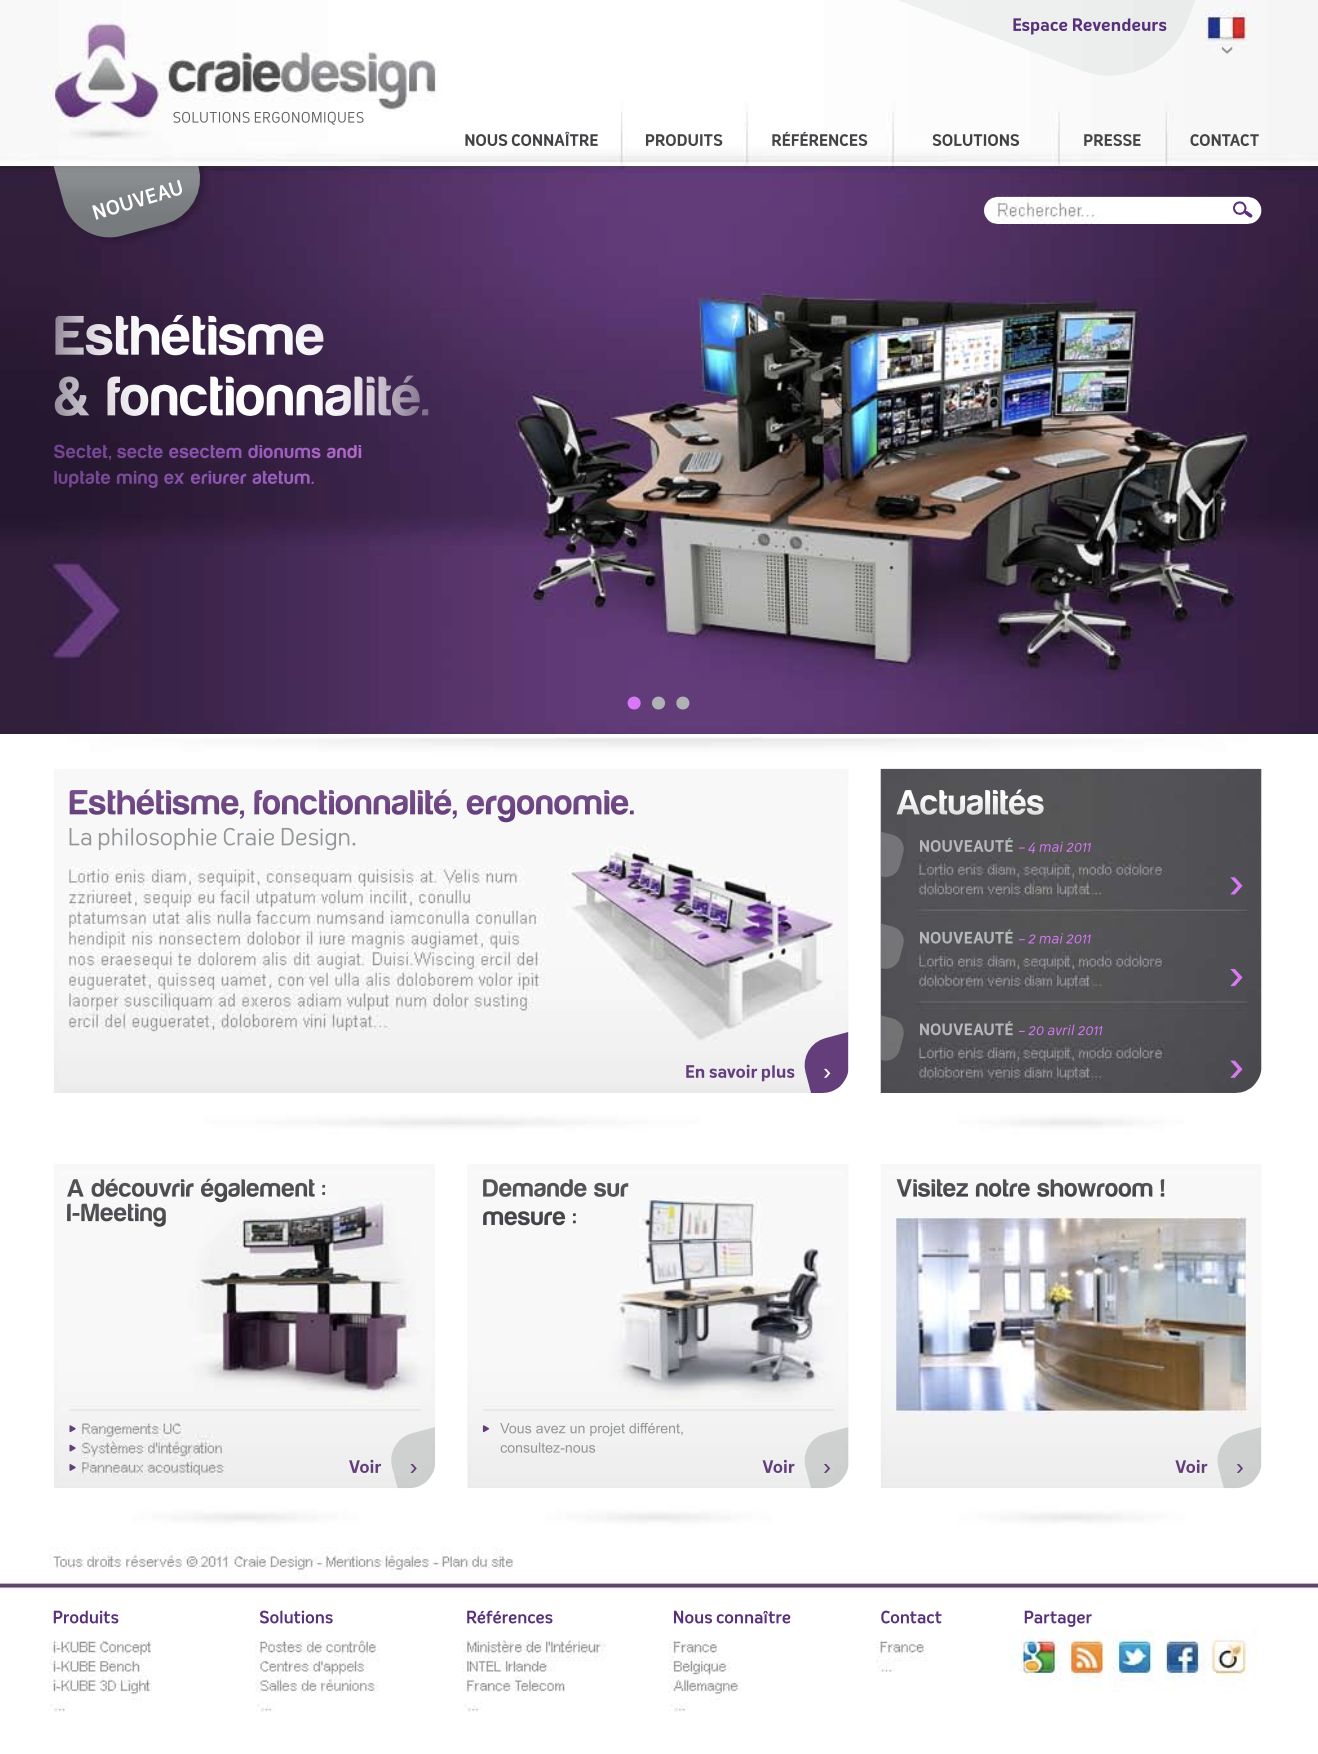 Espace Revendeurs
craiedesign
SOLUTIONS ERGONOMIQUES
NOUS CONNAÎTRE
PRODUITS
RÉFÉRENCES
SOLUTIONS
PRESSE
CONTACT
NOUVEAU
Rechercher...
Esthétisme
& fonctionnalité.
Sectet, secte esectem dionums andi
luptate ming ex eriurer atetum.
Esthétisme, fonctionnalité, ergonomie.
La philosophie Craie Design.
Lortio enis diam, sequipit, consequam quisisis at. Velis num
zzriureet, sequip eu facil utpatum volum incilit, conullu
ptatumsan utat alis nulla faccum numsand iamconulla conullan
hendipit nis nonsectem dolobor il iure magnis augiamet, quis
nos eraesequi te dolorem alis dit augiat. Duisi.Wiscing ercil del
eugueratet, quisseq uamet, con vel ulla alis doloborem volor ipit
laorper susciliquam ad exeros adiam vulput num dolor susting
ercil del eugueratet, doloborem vini luptat...
En savoir plus
Actualités
NOUVEAUTÉ – 4 mai 2011
Lortio enis diam, sequipit, modo odolore
doloborem venis diam luptat...
NOUVEAUTÉ – 2 mai 2011
Lortio enis diam, sequipit, modo odolore
doloborem venis diam luptat...
NOUVEAUTÉ – 20 avril 2011
Lortio enis diam, sequipit, modo odolore
doloborem venis diam luptat...
A découvrir également :
I-Meeting
Rangements UC
Systèmes d'intégration
Panneaux acoustiques
Voir
Demande sur
mesure :
Vous avez un projet différent,
consultez-nous
Voir
Visitez notre showroom !
Voir
Tous droits réservés © 2011 Craie Design - Mentions légales - Plan du site
Produits
i-KUBE Concept
i-KUBE Bench
i-KUBE 3D Light
...
Solutions
Postes de contrôle
Centres d'appels
Salles de réunions
...
Références
Ministère de l'Intérieur
INTEL Irlande
France Telecom
...
Nous connaître
France
Belgique
Allemagne
...
Contact
France
...
Partager